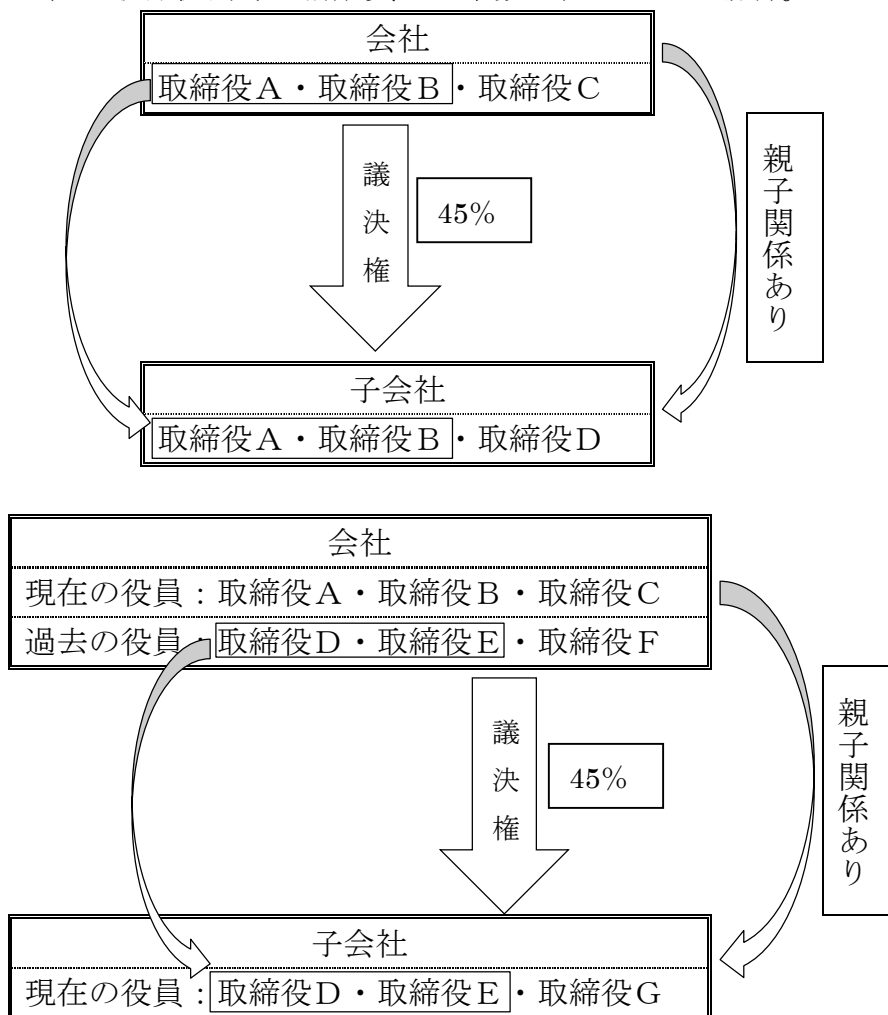 会社
取締役A・取締役B・取締役C
議決権
45%
親子関係あり
子会社
取締役A・取締役B・取締役D
会社
現在の役員：取締役A・取締役B・取締役C
過去の役員：取締役D・取締役E・取締役F
議決権
45%
親子関係あり
子会社
現在の役員：取締役D・取締役E・取締役G